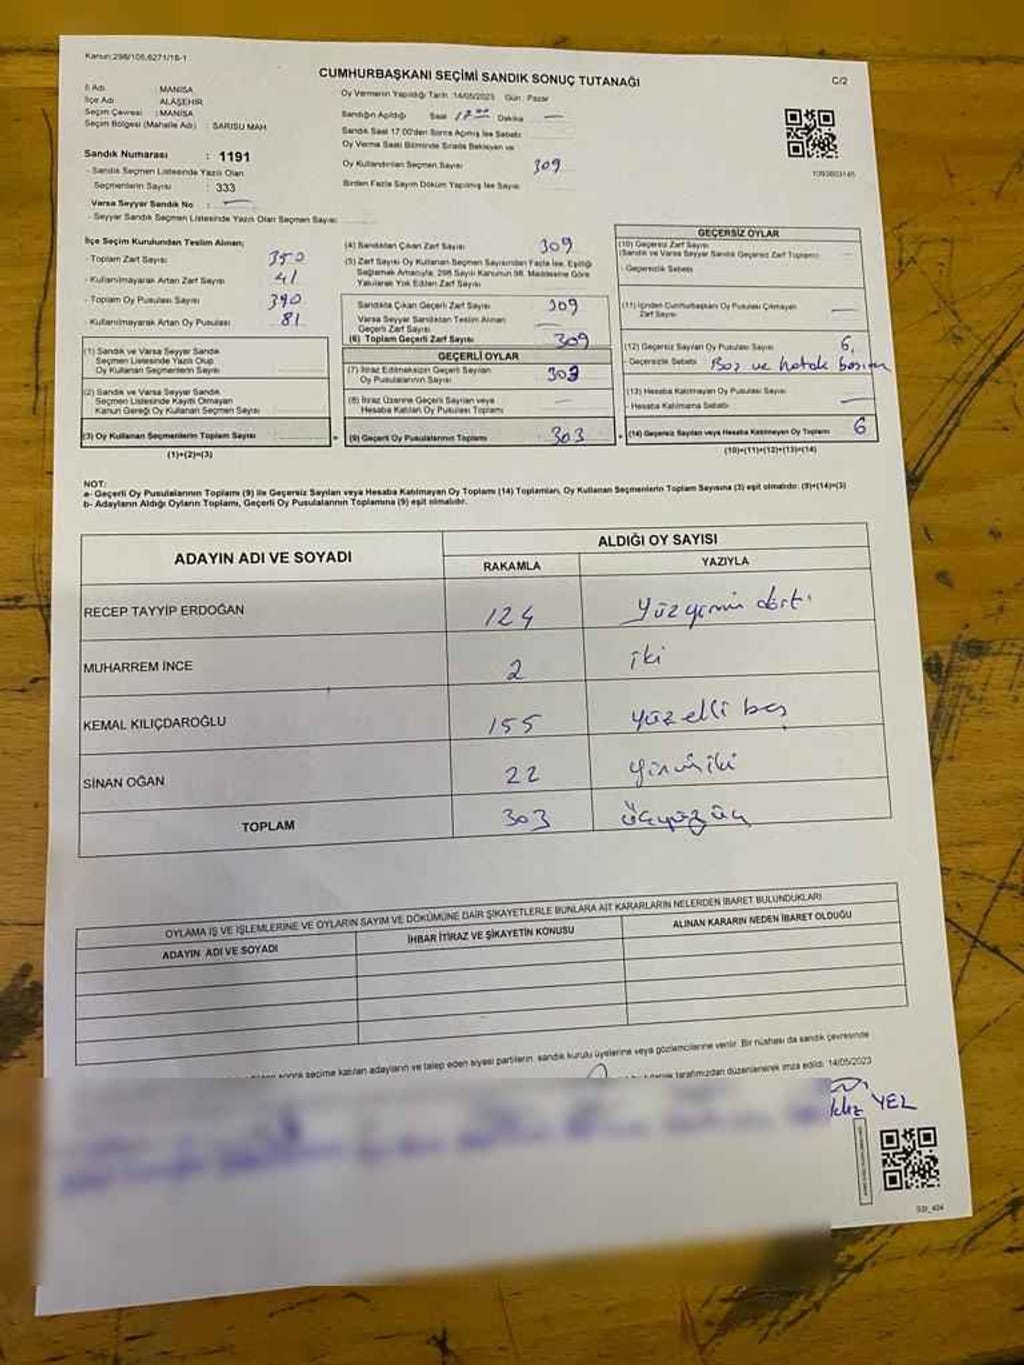 Kanun:298/105,6271/18-1
CUMHURBAŞKANI SEÇİMİ SANDIK SONUÇ TUTANAĞI
C/2
İl Adı : MANİSA
İlçe Adı : ALAŞEHİR
Seçim Çevresi : MANİSA
Seçim Bölgesi (Mahalle Adı) : SARISU MAH.
Oy Vermenin Yapıldığı Tarih: 14/05/2023 Gün: Pazar
Sandığın Açıldığı Saat 17.00 Dakika —
Sandık Saat 17.00'den Sonra Açılmış İse Sebebi
Oy Verme Saati Bitiminde Sırada Bekleyen ve
Oy Kullandırılan Seçmen Sayısı 309
Birden Fazla Sayım Döküm Yapılmış İse Sayısı
1093803145
Sandık Numarası : 1191
- Sandık Seçmen Listesinde Yazılı Olan
Seçmenlerin Sayısı : 333
Varsa Seyyar Sandık No : —
- Seyyar Sandık Seçmen Listesinde Yazılı Olan Seçmen Sayısı
İlçe Seçim Kurulundan Teslim Alınan;
- Toplam Zarf Sayısı 350
- Kullanılmayarak Artan Zarf Sayısı 41
- Toplam Oy Pusulası Sayısı 390
- Kullanılmayarak Artan Oy Pusulası 81
(1) Sandık ve Varsa Seyyar Sandık
Seçmen Listesinde Yazılı Olup
Oy Kullanan Seçmenlerin Sayısı
(2) Sandık ve Varsa Seyyar Sandık
Seçmen Listesinde Kayıtlı Olmayan
Kanun Gereği Oy Kullanan Seçmen Sayısı
(3) Oy Kullanan Seçmenlerin Toplam Sayısı
(1)+(2)=(3)
(4) Sandıktan Çıkan Zarf Sayısı 309
(5) Zarf Sayısı Oy Kullanan Seçmen Sayısından Fazla İse, Eşitliği
Sağlamak Amacıyla, 298 Sayılı Kanunun 98. Maddesine Göre
Yakılarak Yok Edilen Zarf Sayısı
Sandıkta Çıkan Geçerli Zarf Sayısı 309
Varsa Seyyar Sandıktan Teslim Alınan
Geçerli Zarf Sayısı —
(6) Toplam Geçerli Zarf Sayısı 309
GEÇERLİ OYLAR
(7) İtiraz Edilmeksizin Geçerli Sayılan
Oy Pusulalarının Sayısı 303
(8) İtiraz Üzerine Geçerli Sayılan veya
Hesaba Katılan Oy Pusulası Toplamı —
(9) Geçerli Oy Pusulalarının Toplamı 303
GEÇERSİZ OYLAR
(10) Geçersiz Zarf Sayısı
(Sandık ve Varsa Seyyar Sandık Geçersiz Zarf Toplamı)
- Geçersizlik Sebebi
(11) İçinden Cumhurbaşkanı Oy Pusulası Çıkmayan
Zarf Sayısı —
(12) Geçersiz Sayılan Oy Pusulası Sayısı 6
- Geçersizlik Sebebi Boş ve hatalı basım
(13) Hesaba Katılmayan Oy Pusulası Sayısı
- Hesaba Katılmama Sebebi —
(14) Geçersiz Sayılan veya Hesaba Katılmayan Oy Toplamı 6
(10)+(11)+(12)+(13)=(14)
NOT:
a- Geçerli Oy Pusulalarının Toplamı (9) ile Geçersiz Sayılan veya Hesaba Katılmayan Oy Toplamı (14) Toplamları, Oy Kullanan Seçmenlerin Toplam Sayısına (3) eşit olmalıdır: (9)+(14)=(3)
b- Adayların Aldığı Oyların Toplamı, Geçerli Oy Pusulalarının Toplamına (9) eşit olmalıdır.
ADAYIN ADI VE SOYADI
ALDIĞI OY SAYISI
RAKAMLA YAZIYLA
RECEP TAYYİP ERDOĞAN 124 yüzyirmi dört
MUHARREM İNCE 2 iki
KEMAL KILIÇDAROĞLU 155 yüzelli beş
SİNAN OĞAN 22 yirmiiki
TOPLAM 303 üçyüz üç
OYLAMA İŞ VE İŞLEMLERİNE VE OYLARIN SAYIM VE DÖKÜMÜNE DAİR ŞİKAYETLERLE BUNLARA AİT KARARLARIN NELERDEN İBARET BULUNDUKLARI
ADAYIN ADI VE SOYADI İHBAR İTİRAZ VE ŞİKAYETİN KONUSU ALINAN KARARIN NEDEN İBARET OLDUĞU
sonra seçime katılan adayların ve talep eden siyasi partilerin, sandık kurulu üyelerine veya gözlemcilerine verilir. Bir nüshası da sandık çevresinde
tarafımızdan düzenlenerek imza edildi. 14/05/2023
YEL